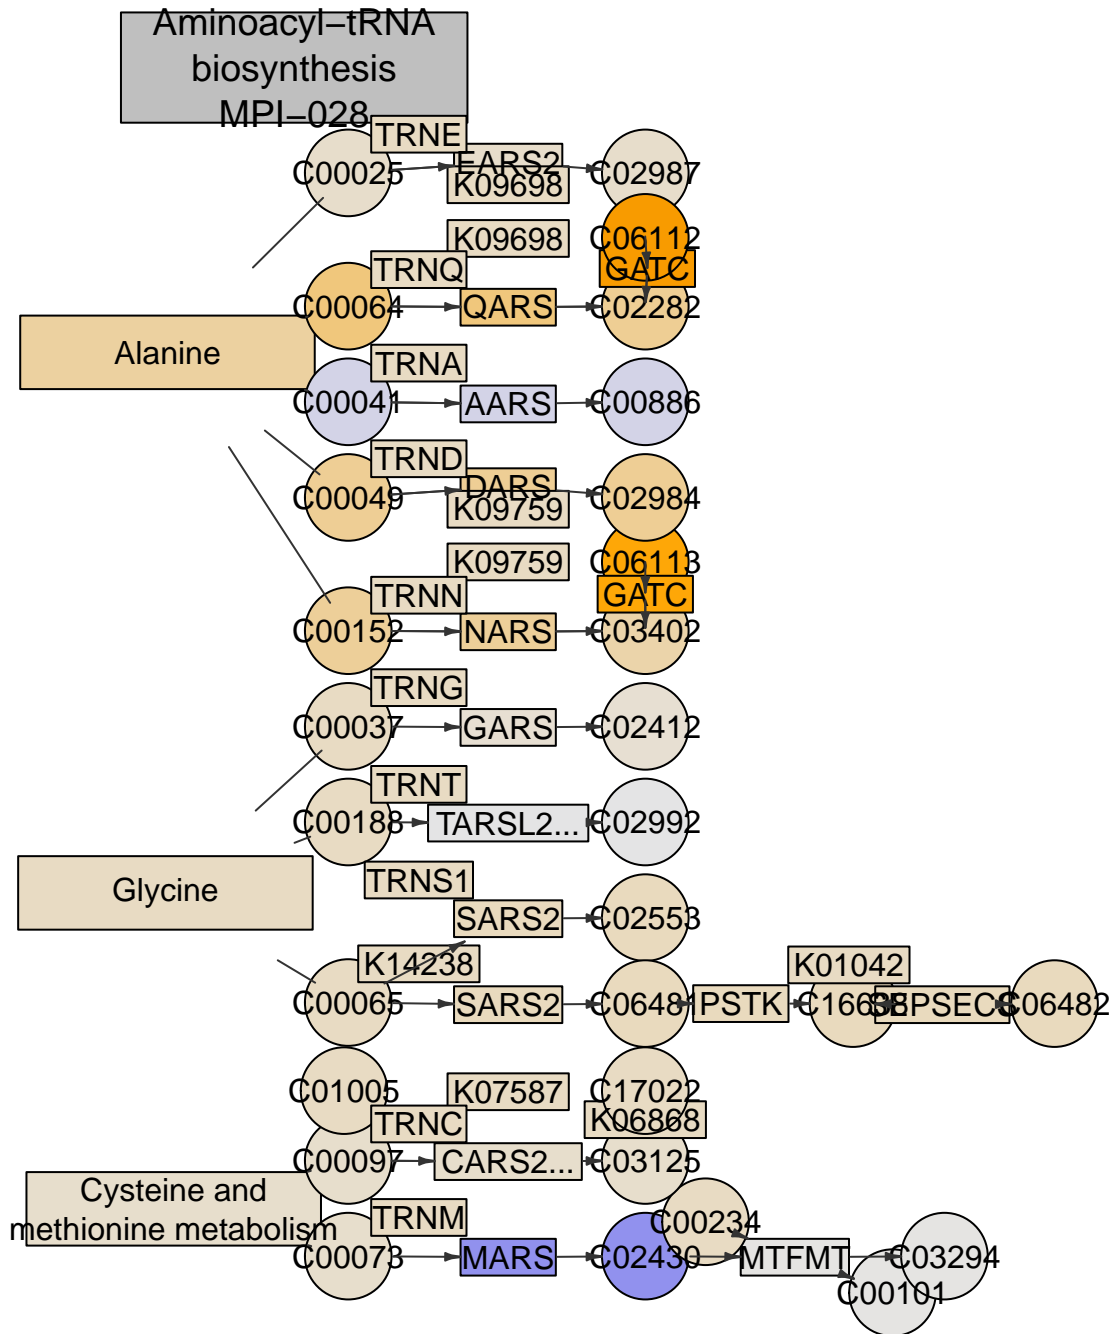 Aminoacyl−tRNA
biosynthesis
MPI−028
TRNE
C00025
EARS2
K09698
C02987
K09698
C06112
TRNQ
GATC
C00064
QARS
C02282
Alanine
TRNA
C00041
AARS
C00886
TRND
C00049
DARS
K09759
C02984
K09759
C06113
TRNN
GATC
C00152
NARS
C03402
TRNG
C00037
GARS
C02412
TRNT
C00188
TARSL2...
C02992
Glycine
TRNS1
SARS2
C02553
K14238
K01042
C00065
SARS2
C06481
PSTK
C16638
SEPSECS
C06482
C01005
K07587
C17022
TRNC
K06868
C00097
CARS2...
C03125
Cysteine and
methionine metabolism
TRNM
C00234
C00073
MARS
C02430
MTFMT
C03294
C00101